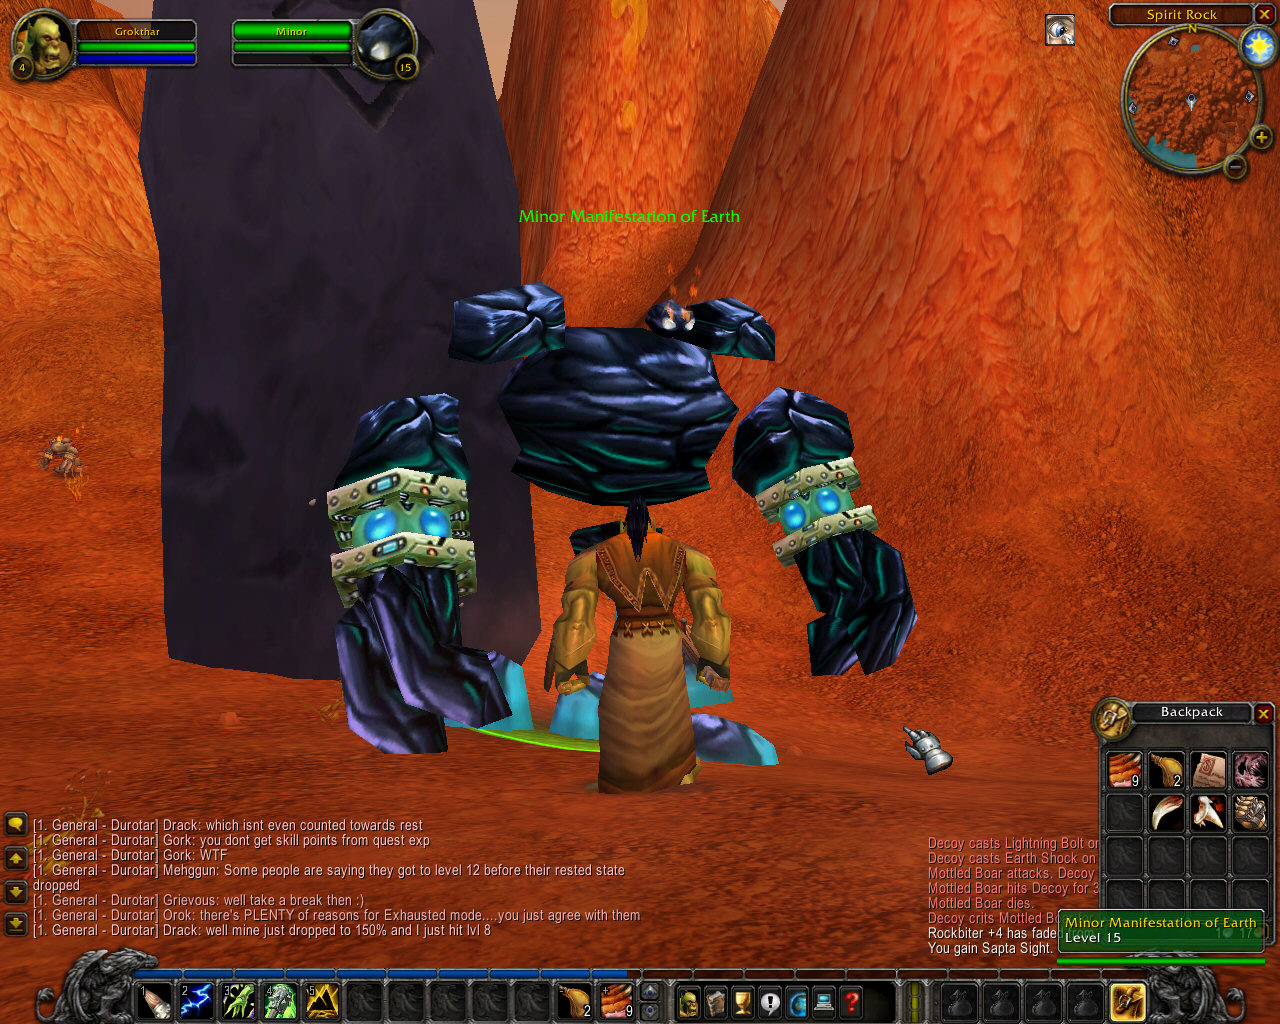 Grokthar
4
Minor
15
Spirit Rock
N
Minor Manifestation of Earth
Backpack
9
2
[1. General - Durotar] Drack: which isnt even counted towards rest
[1. General - Durotar] Gork: you dont get skill points from quest exp
[1. General - Durotar] Gork: WTF
[1. General - Durotar] Mehggun: Some people are saying they got to level 12 before their rested state
dropped
[1. General - Durotar] Grievous: well take a break then :)
[1. General - Durotar] Orok: there's PLENTY of reasons for Exhausted mode....you just agree with them
[1. General - Durotar] Drack: well mine just dropped to 150% and I just hit lvl 8
Decoy casts Lightning Bolt on
Decoy casts Earth Shock on
Mottled Boar attacks. Decoy
Mottled Boar hits Decoy for 3
Mottled Boar dies.
Decoy crits Mottled
Rockbiter +4 has faded
You gain Sapta Sight.
Minor Manifestation of Earth
Level 15
1 2 3 4 5 2 9